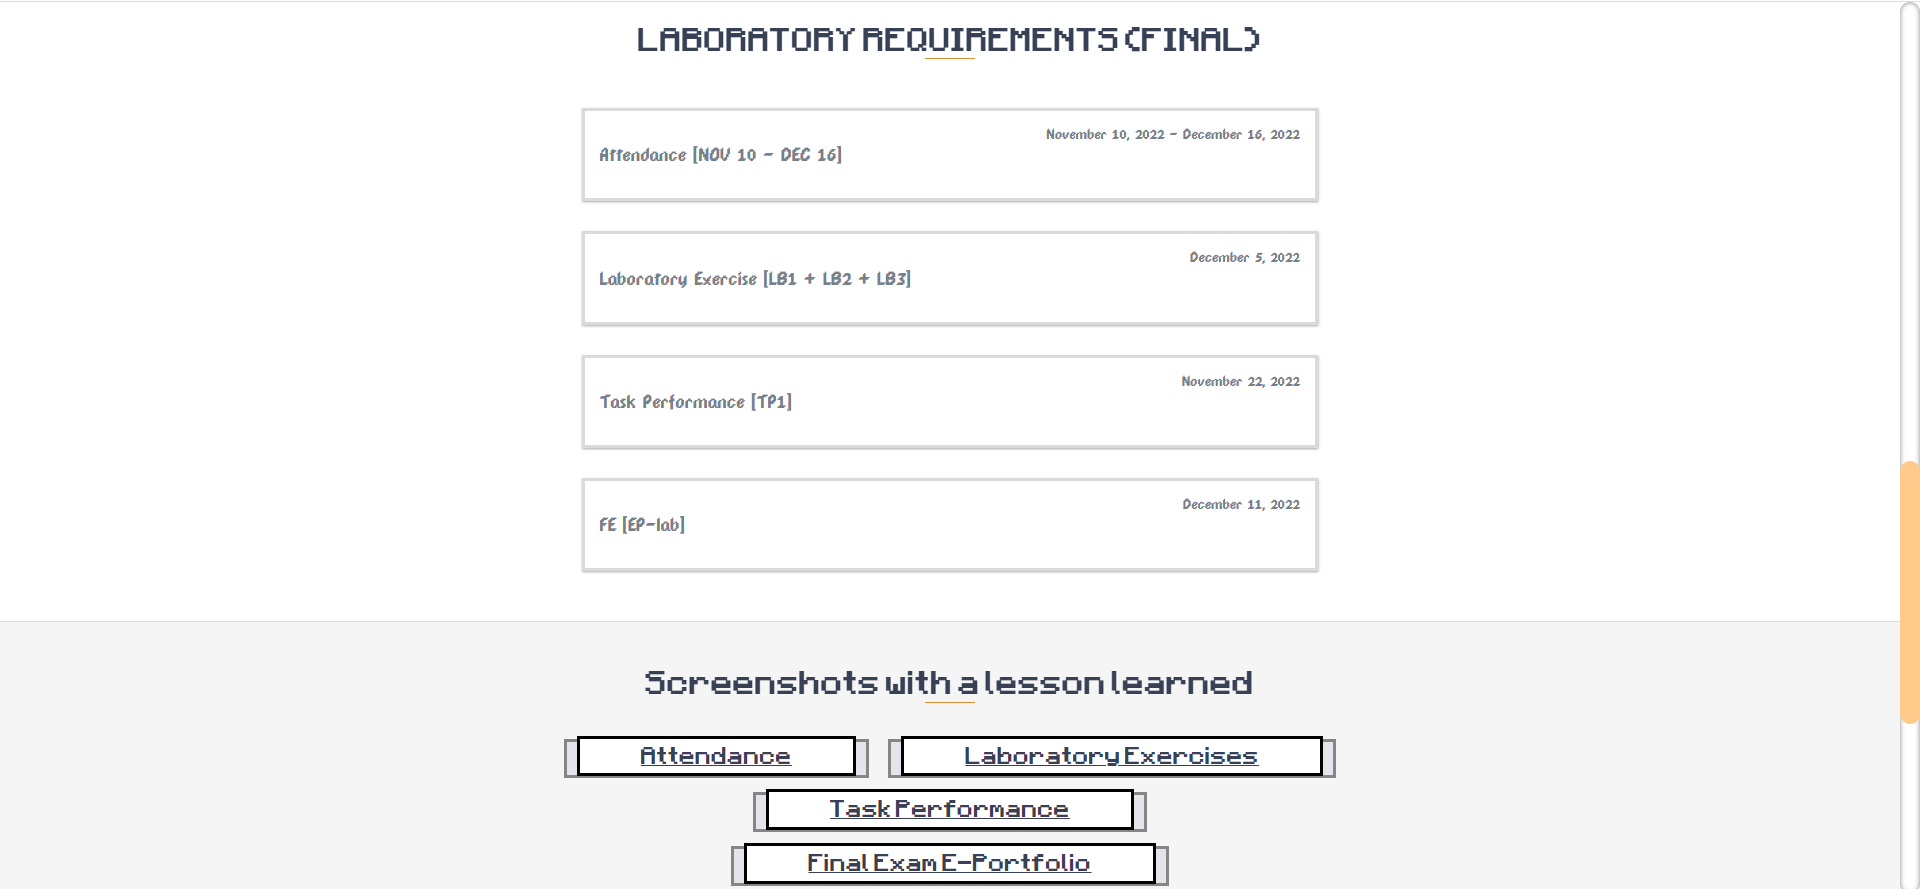 LABORATORY REQUIREMENTS (FINAL)
November 10, 2022 - December 16, 2022
Attendance [NOV 10 - DEC 16]
December 5, 2022
Laboratory Exercise [LB1 + LB2 + LB3]
November 22, 2022
Task Performance [TP1]
December 11, 2022
FE [EP-lab]
Screenshots with a lesson learned
Attendance
Laboratory Exercises
Task Performance
Final Exam E-Portfolio